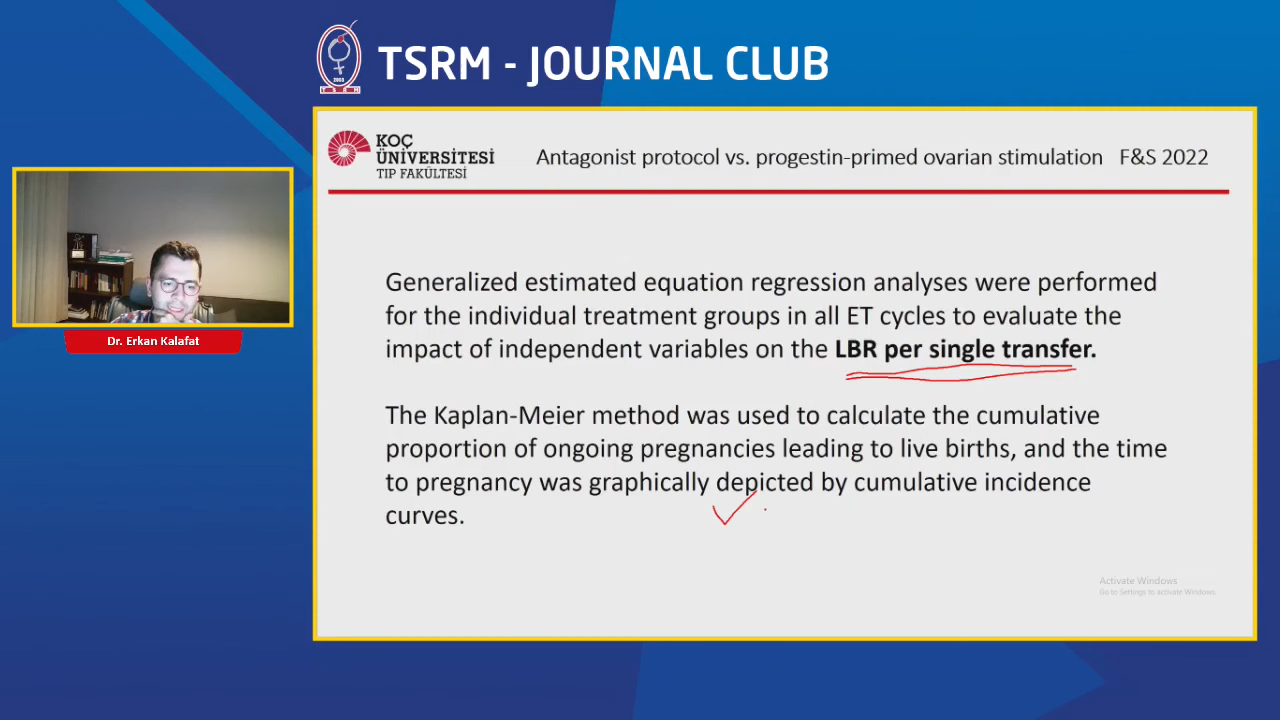 TSRM - JOURNAL CLUB
2003
T S R M
KOÇ
ÜNİVERSİTESİ
TIP FAKÜLTESİ
Antagonist protocol vs. progestin-primed ovarian stimulation F&S 2022
Dr. Erkan Kalafat
Generalized estimated equation regression analyses were performed
for the individual treatment groups in all ET cycles to evaluate the
impact of independent variables on the LBR per single transfer.
The Kaplan-Meier method was used to calculate the cumulative
proportion of ongoing pregnancies leading to live births, and the time
to pregnancy was graphically depicted by cumulative incidence
curves.
Activate Windows
Go to Settings to activate Windows.